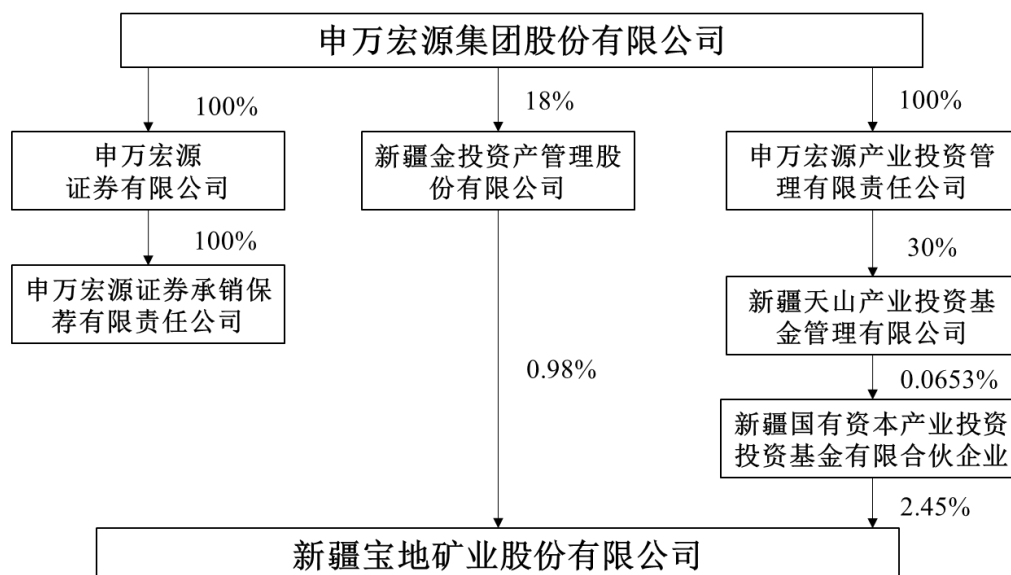 申万宏源集团股份有限公司
100%
18%
100%
申万宏源
证券有限公司
新疆金投资产管理股
份有限公司
申万宏源产业投资管
理有限责任公司
100%
30%
申万宏源证券承销保
荐有限责任公司
新疆天山产业投资基
金管理有限公司
0.98%
0.0653%
新疆国有资本产业投资
投资基金有限合伙企业
2.45%
新疆宝地矿业股份有限公司